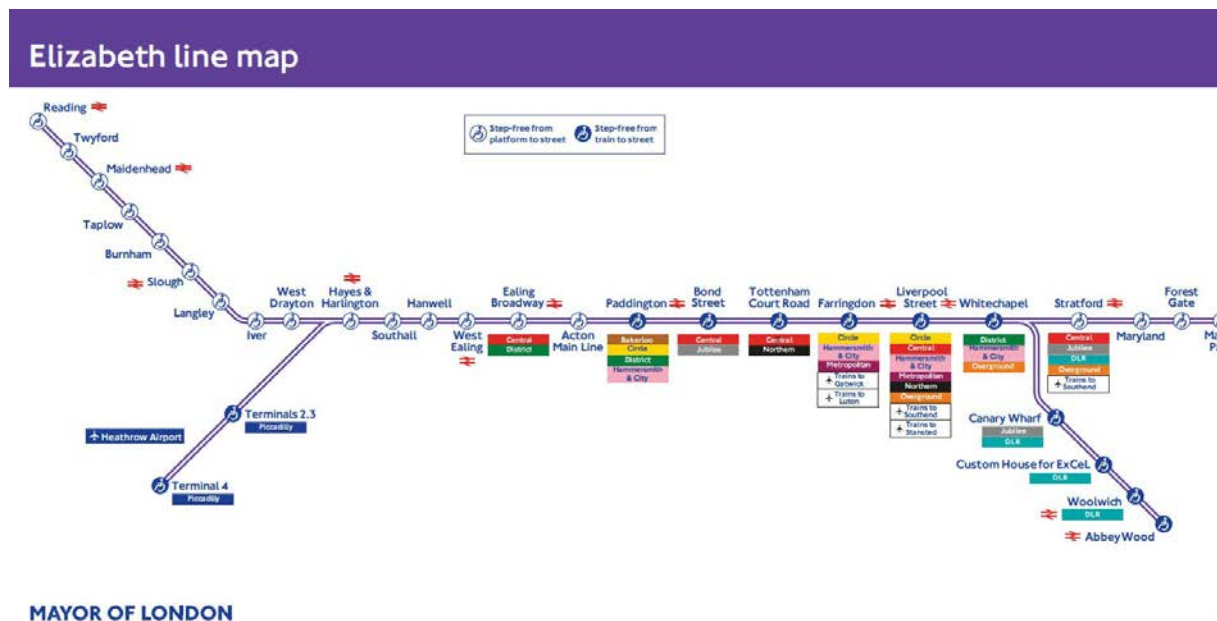 Elizabeth line map
Step-free from
platform to street
Step-free from
train to street
Reading
Twyford
Maidenhead
Taplow
Burnham
Slough
Langley
Iver
West
Drayton
Hayes &
Harlington
Southall
Hanwell
West
Ealing
Ealing
Broadway
Central
District
Acton
Main Line
Paddington
Bakerloo
Circle
District
Hammersmith
& City
Bond
Street
Central
Jubilee
Tottenham
Court Road
Central
Northern
Farringdon
Circle
Hammersmith
& City
Metropolitan
Trains to
Gatwick
Trains to
Luton
Liverpool
Street
Circle
Central
Hammersmith
& City
Metropolitan
Northern
Overground
Trains to
Southend
Trains to
Stansted
Whitechapel
District
Hammersmith
& City
Overground
Stratford
Central
Jubilee
DLR
Overground
Trains to
Southend
Maryland
Forest
Gate
Terminals 2.3
Piccadilly
Heathrow Airport
Terminal 4
Piccadilly
Canary Wharf
Jubilee
DLR
Custom House for ExCeL
DLR
Woolwich
DLR
Abbey Wood
MAYOR OF LONDON